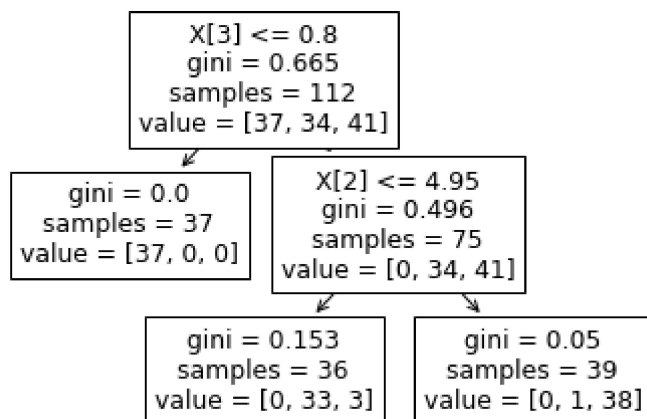 X[3] <= 0.8
gini = 0.665
samples = 112
value = [37, 34, 41]
gini = 0.0
samples = 37
value = [37, 0, 0]
X[2] <= 4.95
gini = 0.496
samples = 75
value = [0, 34, 41]
gini = 0.153
samples = 36
value = [0, 33, 3]
gini = 0.05
samples = 39
value = [0, 1, 38]